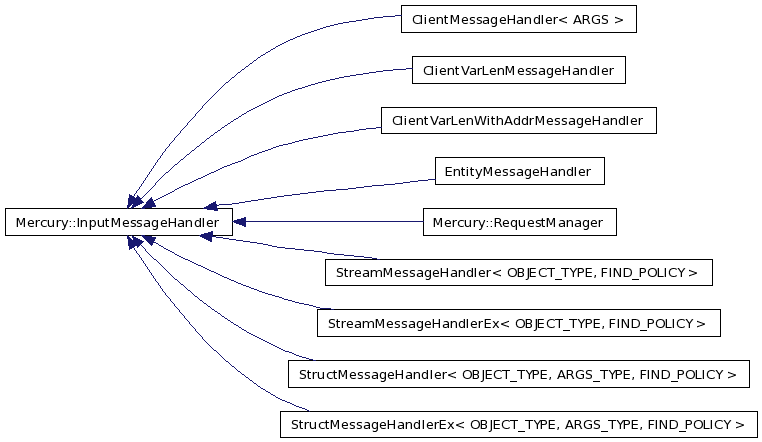 ClientMessageHandler< ARGS >
ClientVarLenMessageHandler
ClientVarLenWithAddrMessageHandler
EntityMessageHandler
Mercury::InputMessageHandler
Mercury::RequestManager
StreamMessageHandler< OBJECT_TYPE, FIND_POLICY >
StreamMessageHandlerEx< OBJECT_TYPE, FIND_POLICY >
StructMessageHandler< OBJECT_TYPE, ARGS_TYPE, FIND_POLICY >
StructMessageHandlerEx< OBJECT_TYPE, ARGS_TYPE, FIND_POLICY >